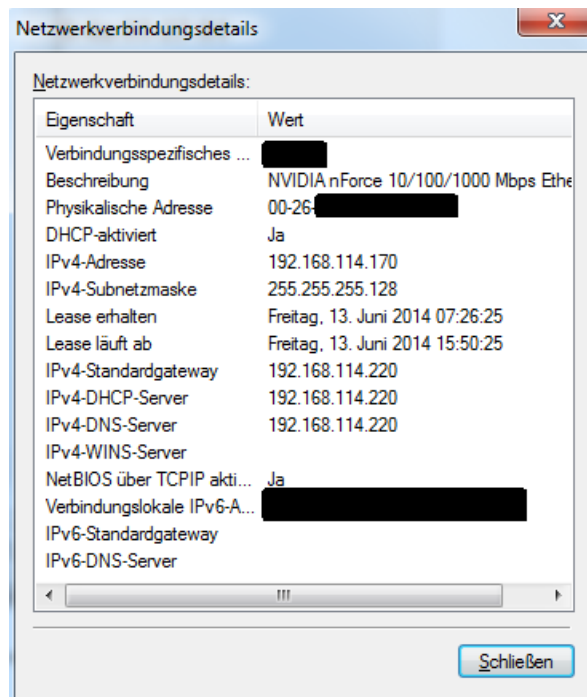 Netzwerkverbindungsdetails
Netzwerkverbindungsdetails:
Eigenschaft Wert
Verbindungsspezifisches ...
Beschreibung NVIDIA nForce 10/100/1000 Mbps Ethe
Physikalische Adresse 00-26-
DHCP-aktiviert Ja
IPv4-Adresse 192.168.114.170
IPv4-Subnetzmaske 255.255.255.128
Lease erhalten Freitag, 13. Juni 2014 07:26:25
Lease läuft ab Freitag, 13. Juni 2014 15:50:25
IPv4-Standardgateway 192.168.114.220
IPv4-DHCP-Server 192.168.114.220
IPv4-DNS-Server 192.168.114.220
IPv4-WINS-Server
NetBIOS über TCPIP akti... Ja
Verbindungslokale IPv6-A...
IPv6-Standardgateway
IPv6-DNS-Server
Schließen